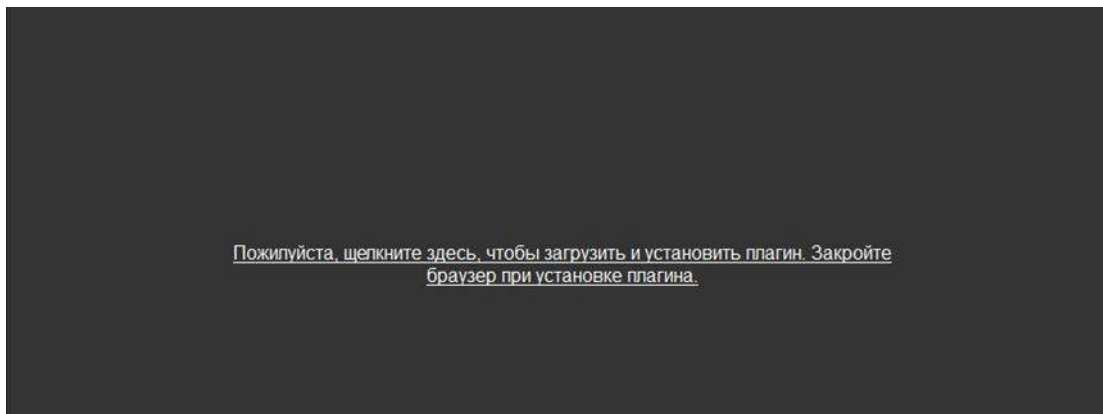 Пожилуйста, щелкните здесь, чтобы загрузить и установить плагин. Закройте
браузер при установке плагина.